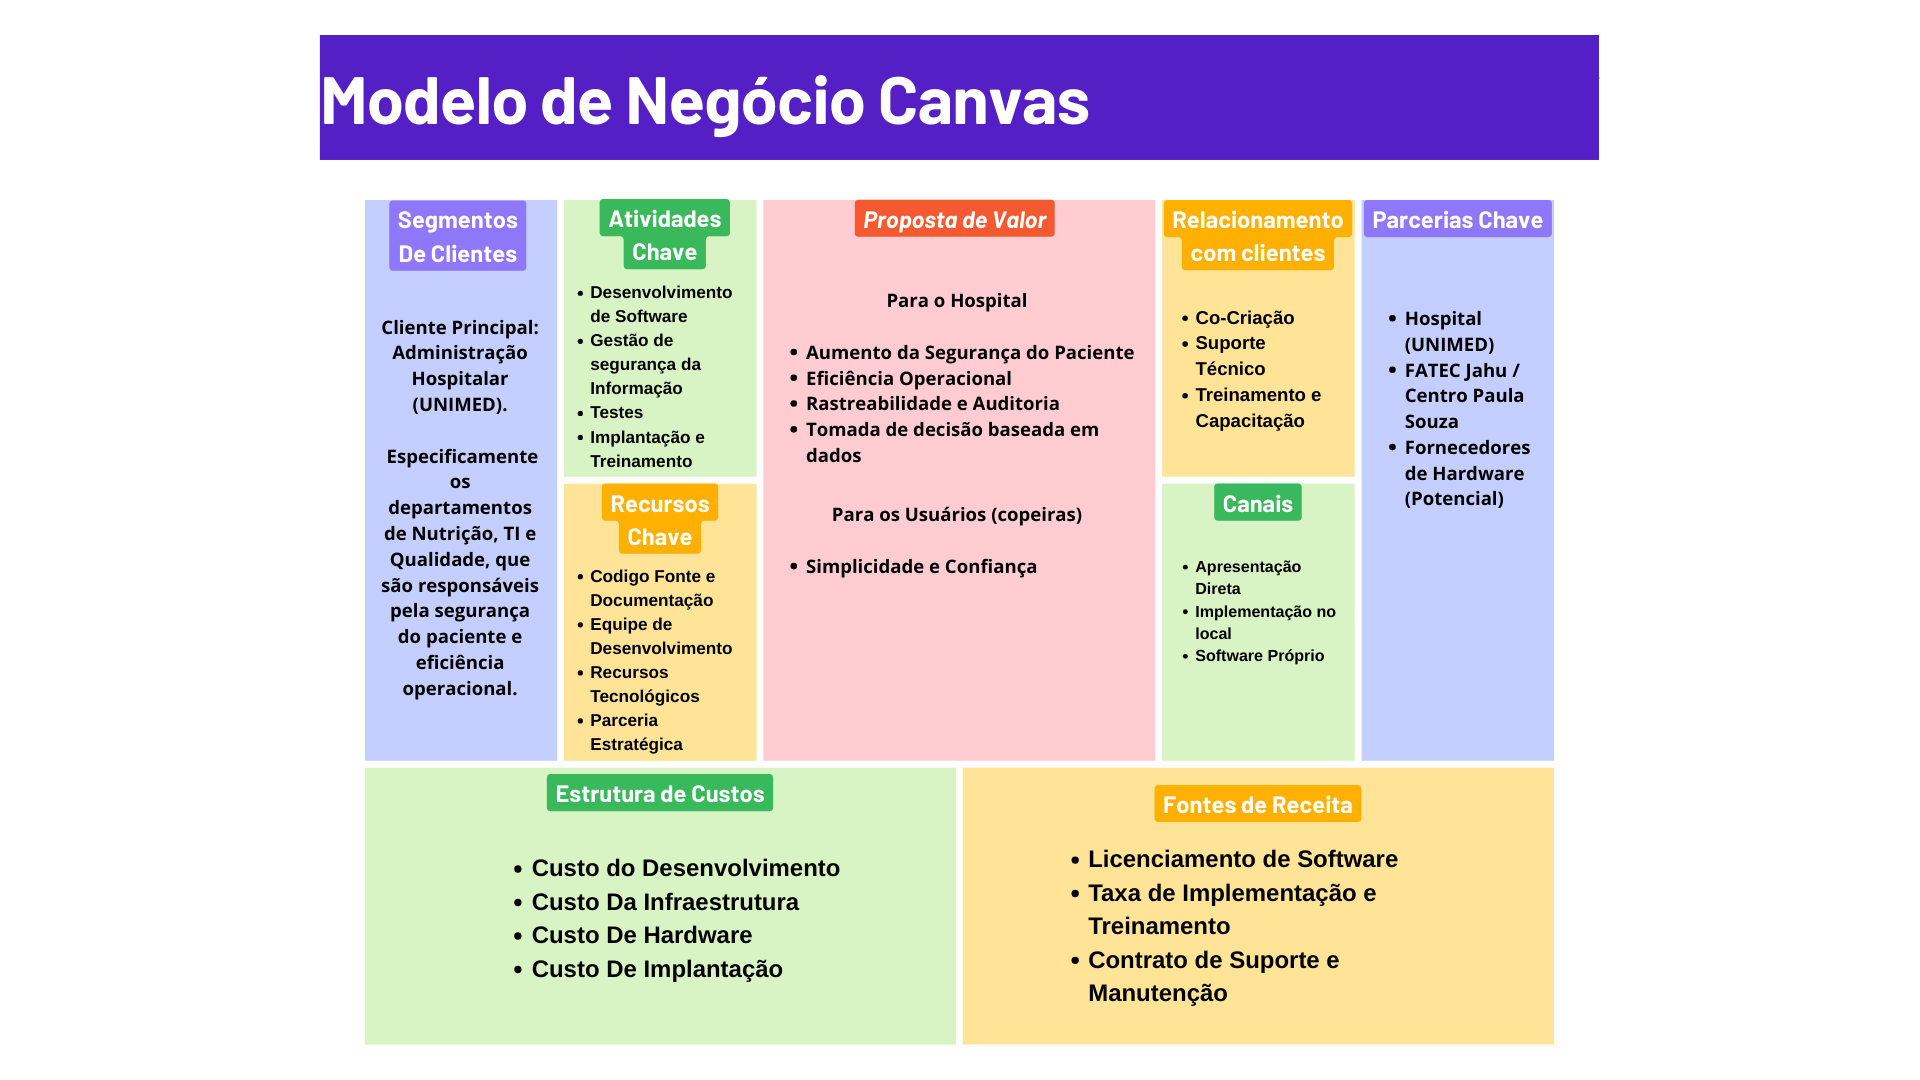 Modelo de Negócio Canvas
Segmentos
De Clientes
Cliente Principal:
Administração
Hospitalar
(UNIMED).
Especificamente
os
departamentos
de Nutrição, TI e
Qualidade, que
são responsáveis
pela segurança
do paciente e
eficiência
operacional.
Atividades
Chave
• Desenvolvimento
de Software
• Gestão de
segurança da
Informação
• Testes
• Implantação e
Treinamento
Recursos
Chave
• Codigo Fonte e
Documentação
• Equipe de
Desenvolvimento
• Recursos
Tecnológicos
• Parceria
Estratégica
Proposta de Valor
Para o Hospital
• Aumento da Segurança do Paciente
• Eficiência Operacional
• Rastreabilidade e Auditoria
• Tomada de decisão baseada em
dados
Para os Usuários (copeiras)
• Simplicidade e Confiança
Relacionamento
com clientes
• Co-Criação
• Suporte
Técnico
• Treinamento e
Capacitação
Canais
• Apresentação
Direta
• Implementação no
local
• Software Próprio
Parcerias Chave
• Hospital
(UNIMED)
• FATEC Jahu /
Centro Paula
Souza
• Fornecedores
de Hardware
(Potencial)
Estrutura de Custos
• Custo do Desenvolvimento
• Custo Da Infraestrutura
• Custo De Hardware
• Custo De Implantação
Fontes de Receita
• Licenciamento de Software
• Taxa de Implementação e
Treinamento
• Contrato de Suporte e
Manutenção